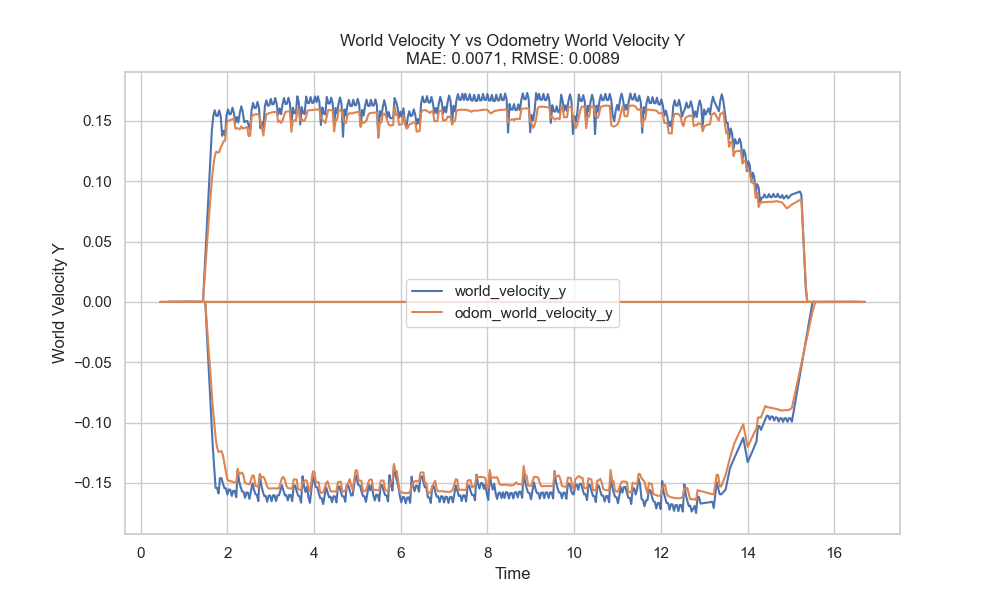 World Velocity Y vs Odometry World Velocity Y
MAE: 0.0071, RMSE: 0.0089
World Velocity Y
0.15
0.10
0.05
0.00
−0.05
−0.10
−0.15
world_velocity_y
odom_world_velocity_y
0 2 4 6 8 10 12 14 16
Time